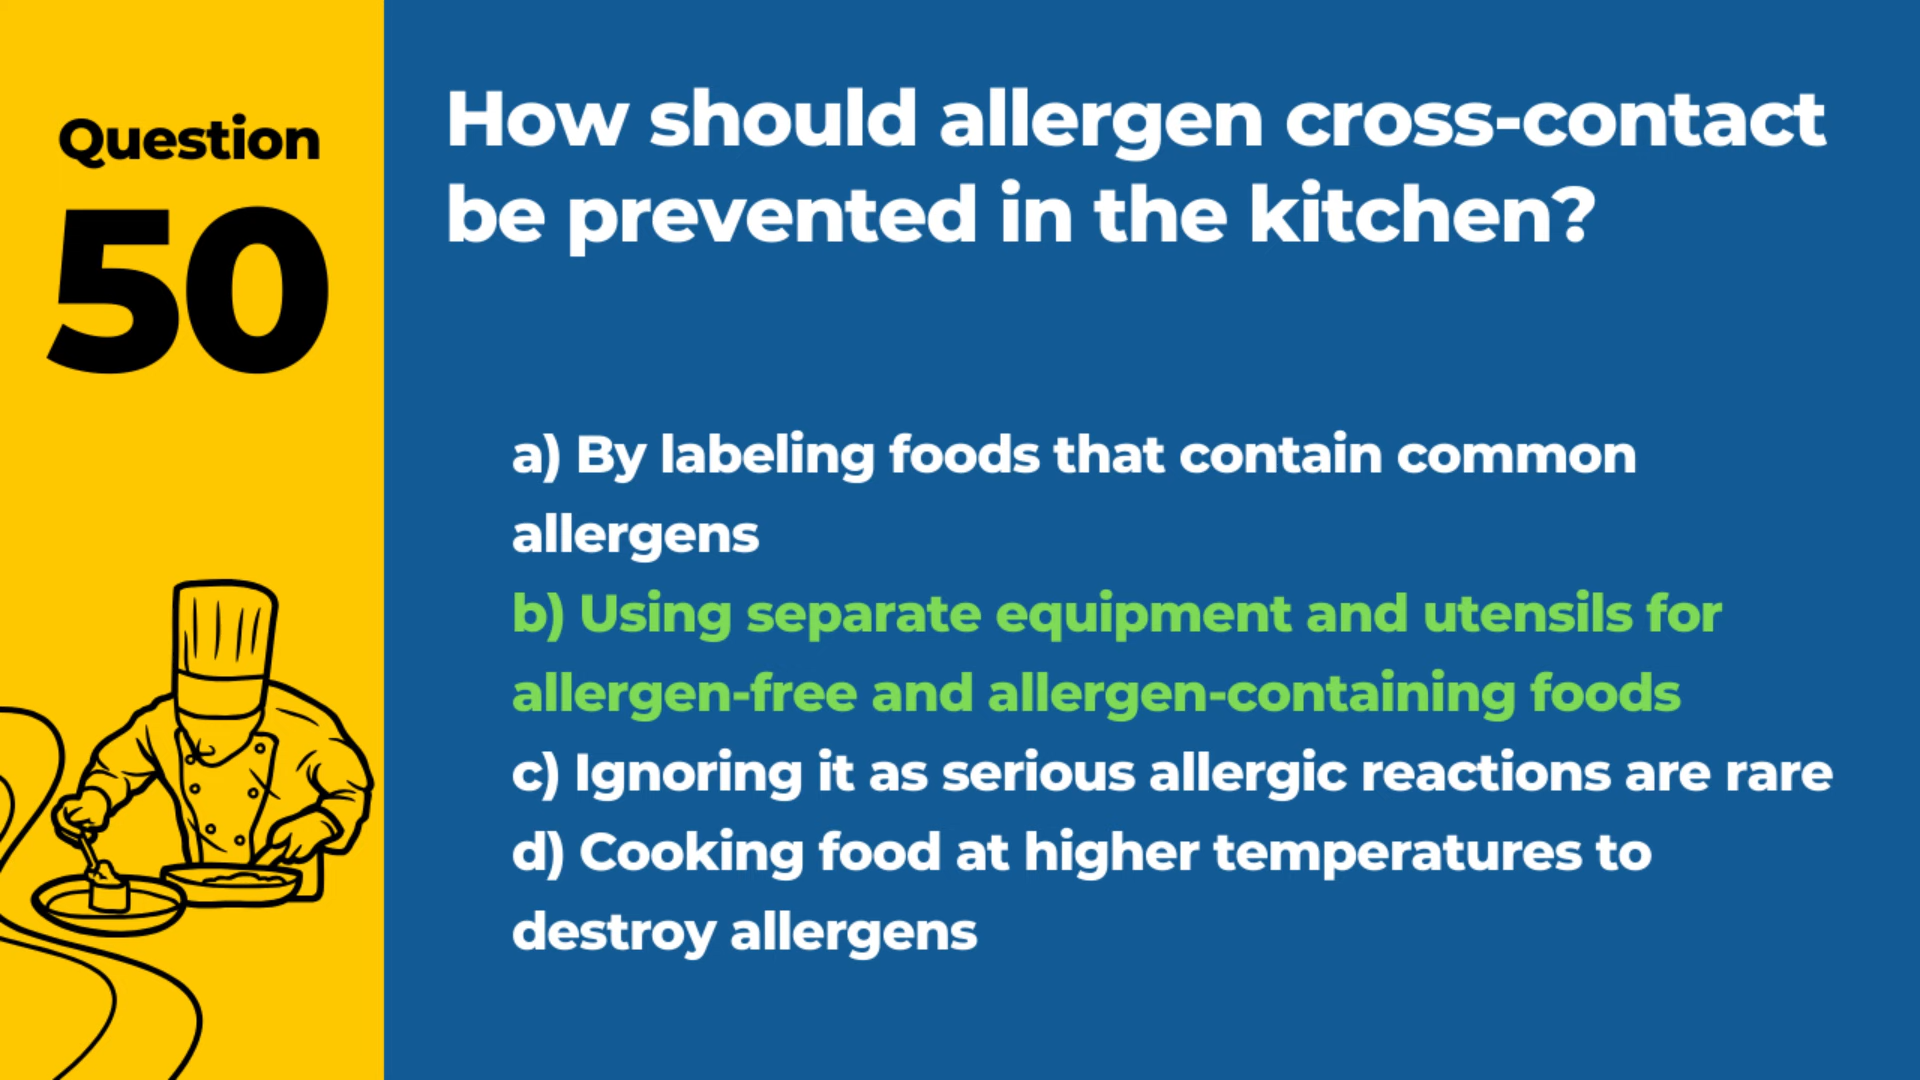 Question
50
How should allergen cross-contact
be prevented in the kitchen?
a) By labeling foods that contain common
allergens
b) Using separate equipment and utensils for
allergen-free and allergen-containing foods
c) Ignoring it as serious allergic reactions are rare
d) Cooking food at higher temperatures to
destroy allergens